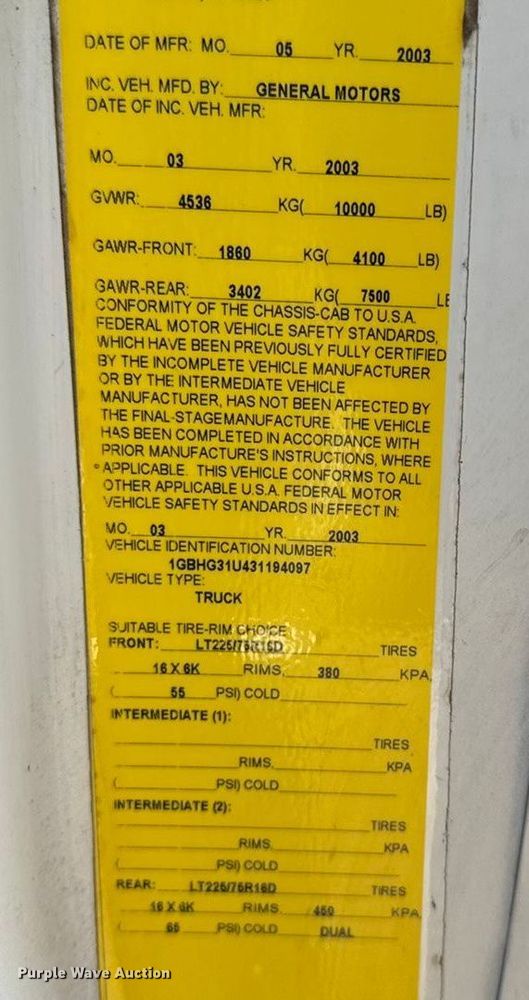 DATE OF MFR: MO. 05 YR. 2003
INC. VEH. MFD. BY: GENERAL MOTORS
DATE OF INC. VEH. MFR:
MO. 03 YR. 2003
GVWR: 4536 KG( 10000 LB)
GAWR-FRONT: 1860 KG( 4100 LB)
GAWR-REAR: 3402 KG( 7500 LB
CONFORMITY OF THE CHASSIS-CAB TO U.S.A.
FEDERAL MOTOR VEHICLE SAFETY STANDARDS,
WHICH HAVE BEEN PREVIOUSLY FULLY CERTIFIED
BY THE INCOMPLETE VEHICLE MANUFACTURER
OR BY THE INTERMEDIATE VEHICLE
MANUFACTURER, HAS NOT BEEN AFFECTED BY
THE FINAL-STAGE MANUFACTURE. THE VEHICLE
HAS BEEN COMPLETED IN ACCORDANCE WITH
PRIOR MANUFACTURE'S INSTRUCTIONS, WHERE
APPLICABLE. THIS VEHICLE CONFORMS TO ALL
OTHER APPLICABLE U.S.A. FEDERAL MOTOR
VEHICLE SAFETY STANDARDS IN EFFECT IN:
MO. 03 YR. 2003
VEHICLE IDENTIFICATION NUMBER:
1GBHG31U431194097
VEHICLE TYPE:
TRUCK
SUITABLE TIRE-RIM CHOICE
FRONT: LT225/75R16D TIRES
16 X 6K RIMS, 380 KPA,
( 55 PSI) COLD
INTERMEDIATE (1):
TIRES
RIMS, KPA
( PSI) COLD
INTERMEDIATE (2):
TIRES
RIMS, KPA
( PSI) COLD
REAR: LT225/75R16D TIRES
16 X 6K RIMS, 450 KPA,
( 65 PSI) COLD DUAL
Purple Wave Auction